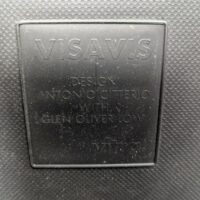 VISAVIS
DESIGN:
ANTONIO CITTERIO
WITH
GLEN OLIVER LÖW